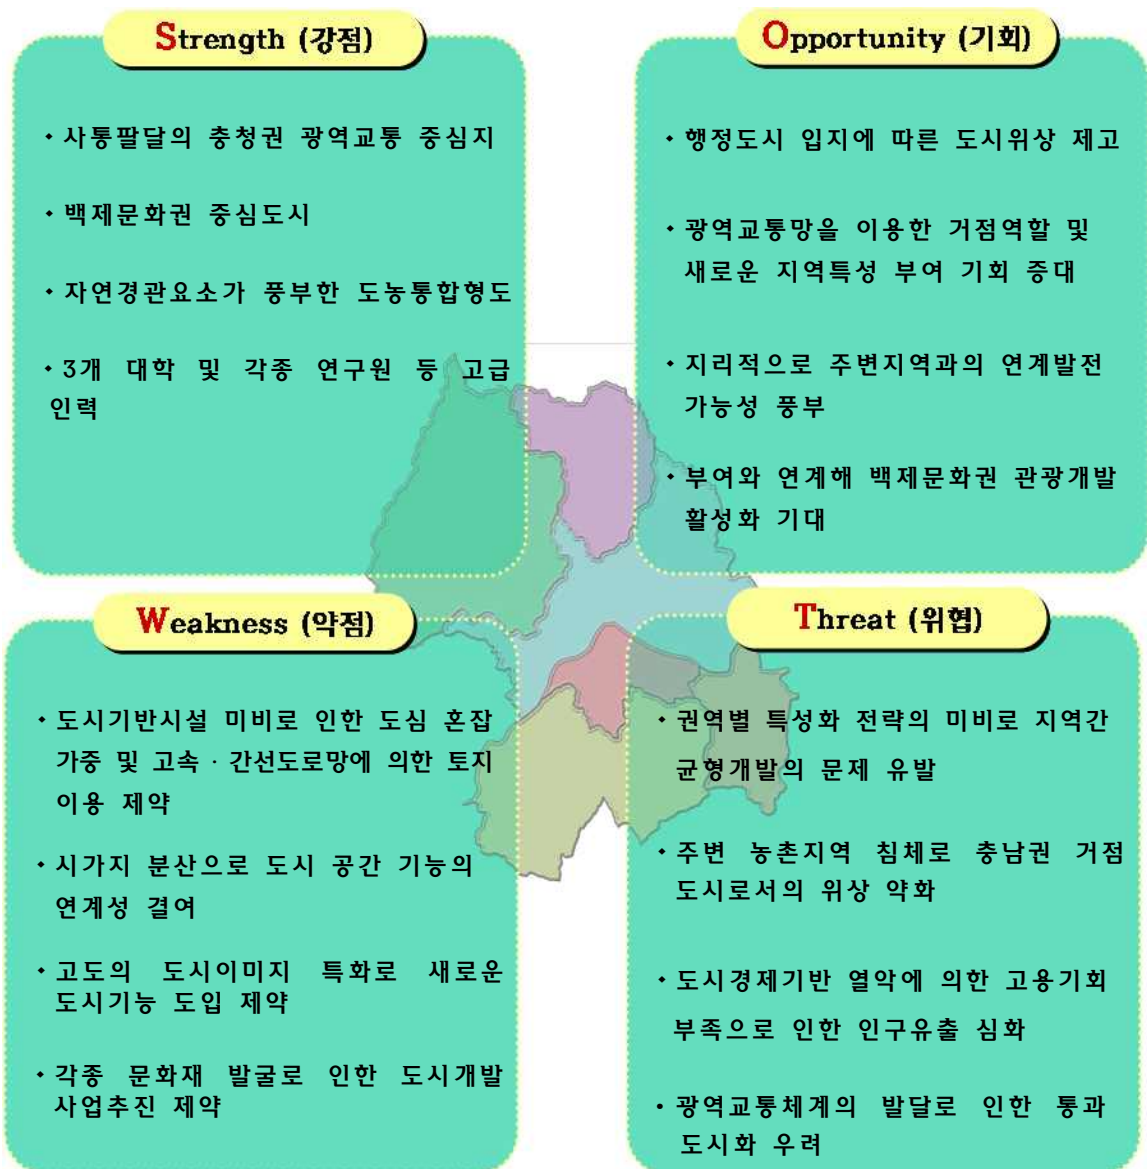 Strength (강점)
• 사통팔달의 충청권 광역교통 중심지
• 백제문화권 중심도시
• 자연경관요소가 풍부한 도농통합형도
• 3개 대학 및 각종 연구원 등 고급
인력
Opportunity (기회)
• 행정도시 입지에 따른 도시위상 제고
• 광역교통망을 이용한 거점역할 및
새로운 지역특성 부여 기회 증대
• 지리적으로 주변지역과의 연계발전
가능성 풍부
• 부여와 연계해 백제문화권 관광개발
활성화 기대
Weakness (약점)
• 도시기반시설 미비로 인한 도심 혼잡
가중 및 고속 · 간선도로망에 의한 토지
이용 제약
• 시가지 분산으로 도시 공간 기능의
연계성 결여
• 고도의 도시이미지 특화로 새로운
도시기능 도입 제약
• 각종 문화재 발굴로 인한 도시개발
사업추진 제약
Threat (위협)
• 권역별 특성화 전략의 미비로 지역간
균형개발의 문제 유발
• 주변 농촌지역 침체로 충남권 거점
도시로서의 위상 약화
• 도시경제기반 열악에 의한 고용기회
부족으로 인한 인구유출 심화
• 광역교통체계의 발달로 인한 통과
도시화 우려